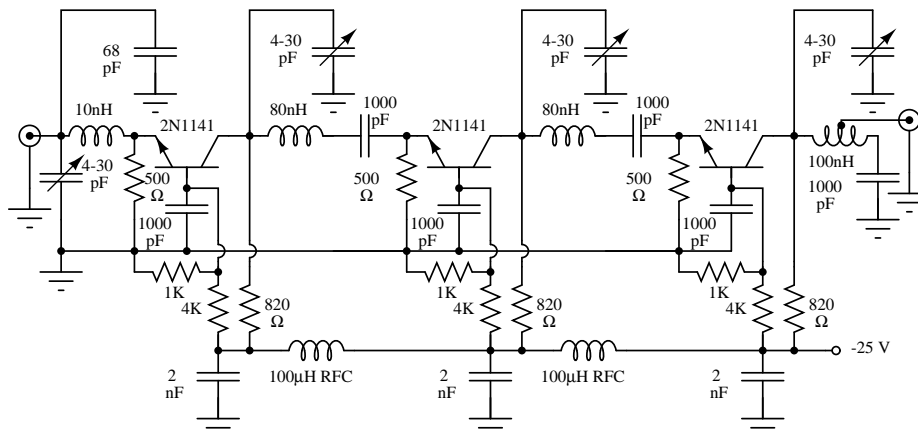 68
pF
4-30
pF
4-30
pF
4-30
pF
10nH
2N1141
80nH
1000
pF
2N1141
80nH
1000
pF
2N1141
100nH
4-30
pF
500
Ω
1000
pF
500
Ω
1000
pF
500
Ω
1000
pF
1000
pF
1K
4K
820
Ω
1K
4K
820
Ω
1K
4K
820
Ω
-25 V
2
nF
100µH RFC
2
nF
100µH RFC
2
nF